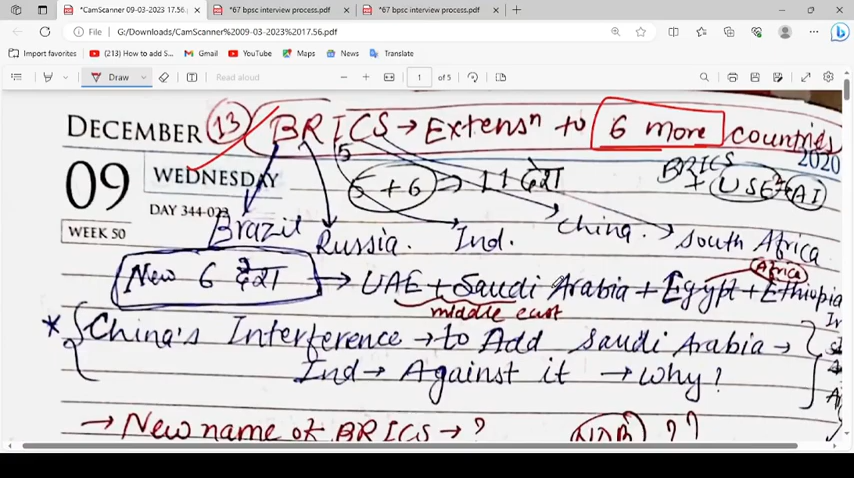 *CamScanner 09-03-2023 17.56.p
*67 bpsc interview process.pdf
*67 bpsc interview process.pdf
File
G:/Downloads/CamScanner%2009-03-2023%2017.56.pdf
Import favorites
(213) How to add S...
Gmail
YouTube
Maps
News
Translate
Draw
Read aloud
1 of 5
13 BRICS → Extensⁿ to 6 more countries
DECEMBER
2020
09
WEDNESDAY
DAY 344-022
WEEK 50
5
5 + 6 ⇒ 11 देश
BRICS
+ USE²+AI
Brazil
Russia.
Ind.
China.
South Africa
New 6 देश → UAE + Saudi Arabia + Egypt + Ethiopia
Africa
middle east
* China's Interference → to Add Saudi Arabia →
Ind → Against it → Why?
→ New name of BRICS → ?
??